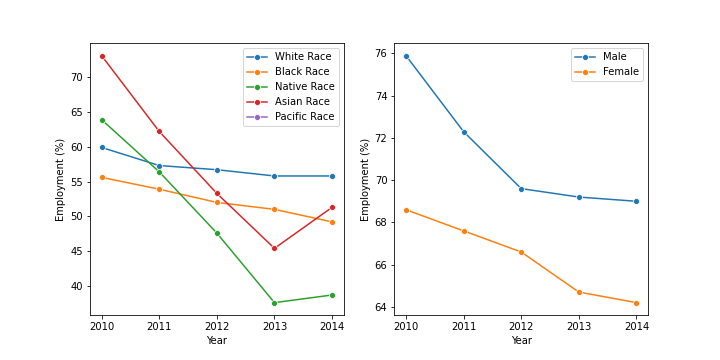 White Race
Black Race
Native Race
Asian Race
Pacific Race
70
65
60
55
50
45
40
Employment (%)
2010 2011 2012 2013 2014
Year
Male
Female
76
74
72
70
68
66
64
Employment (%)
2010 2011 2012 2013 2014
Year